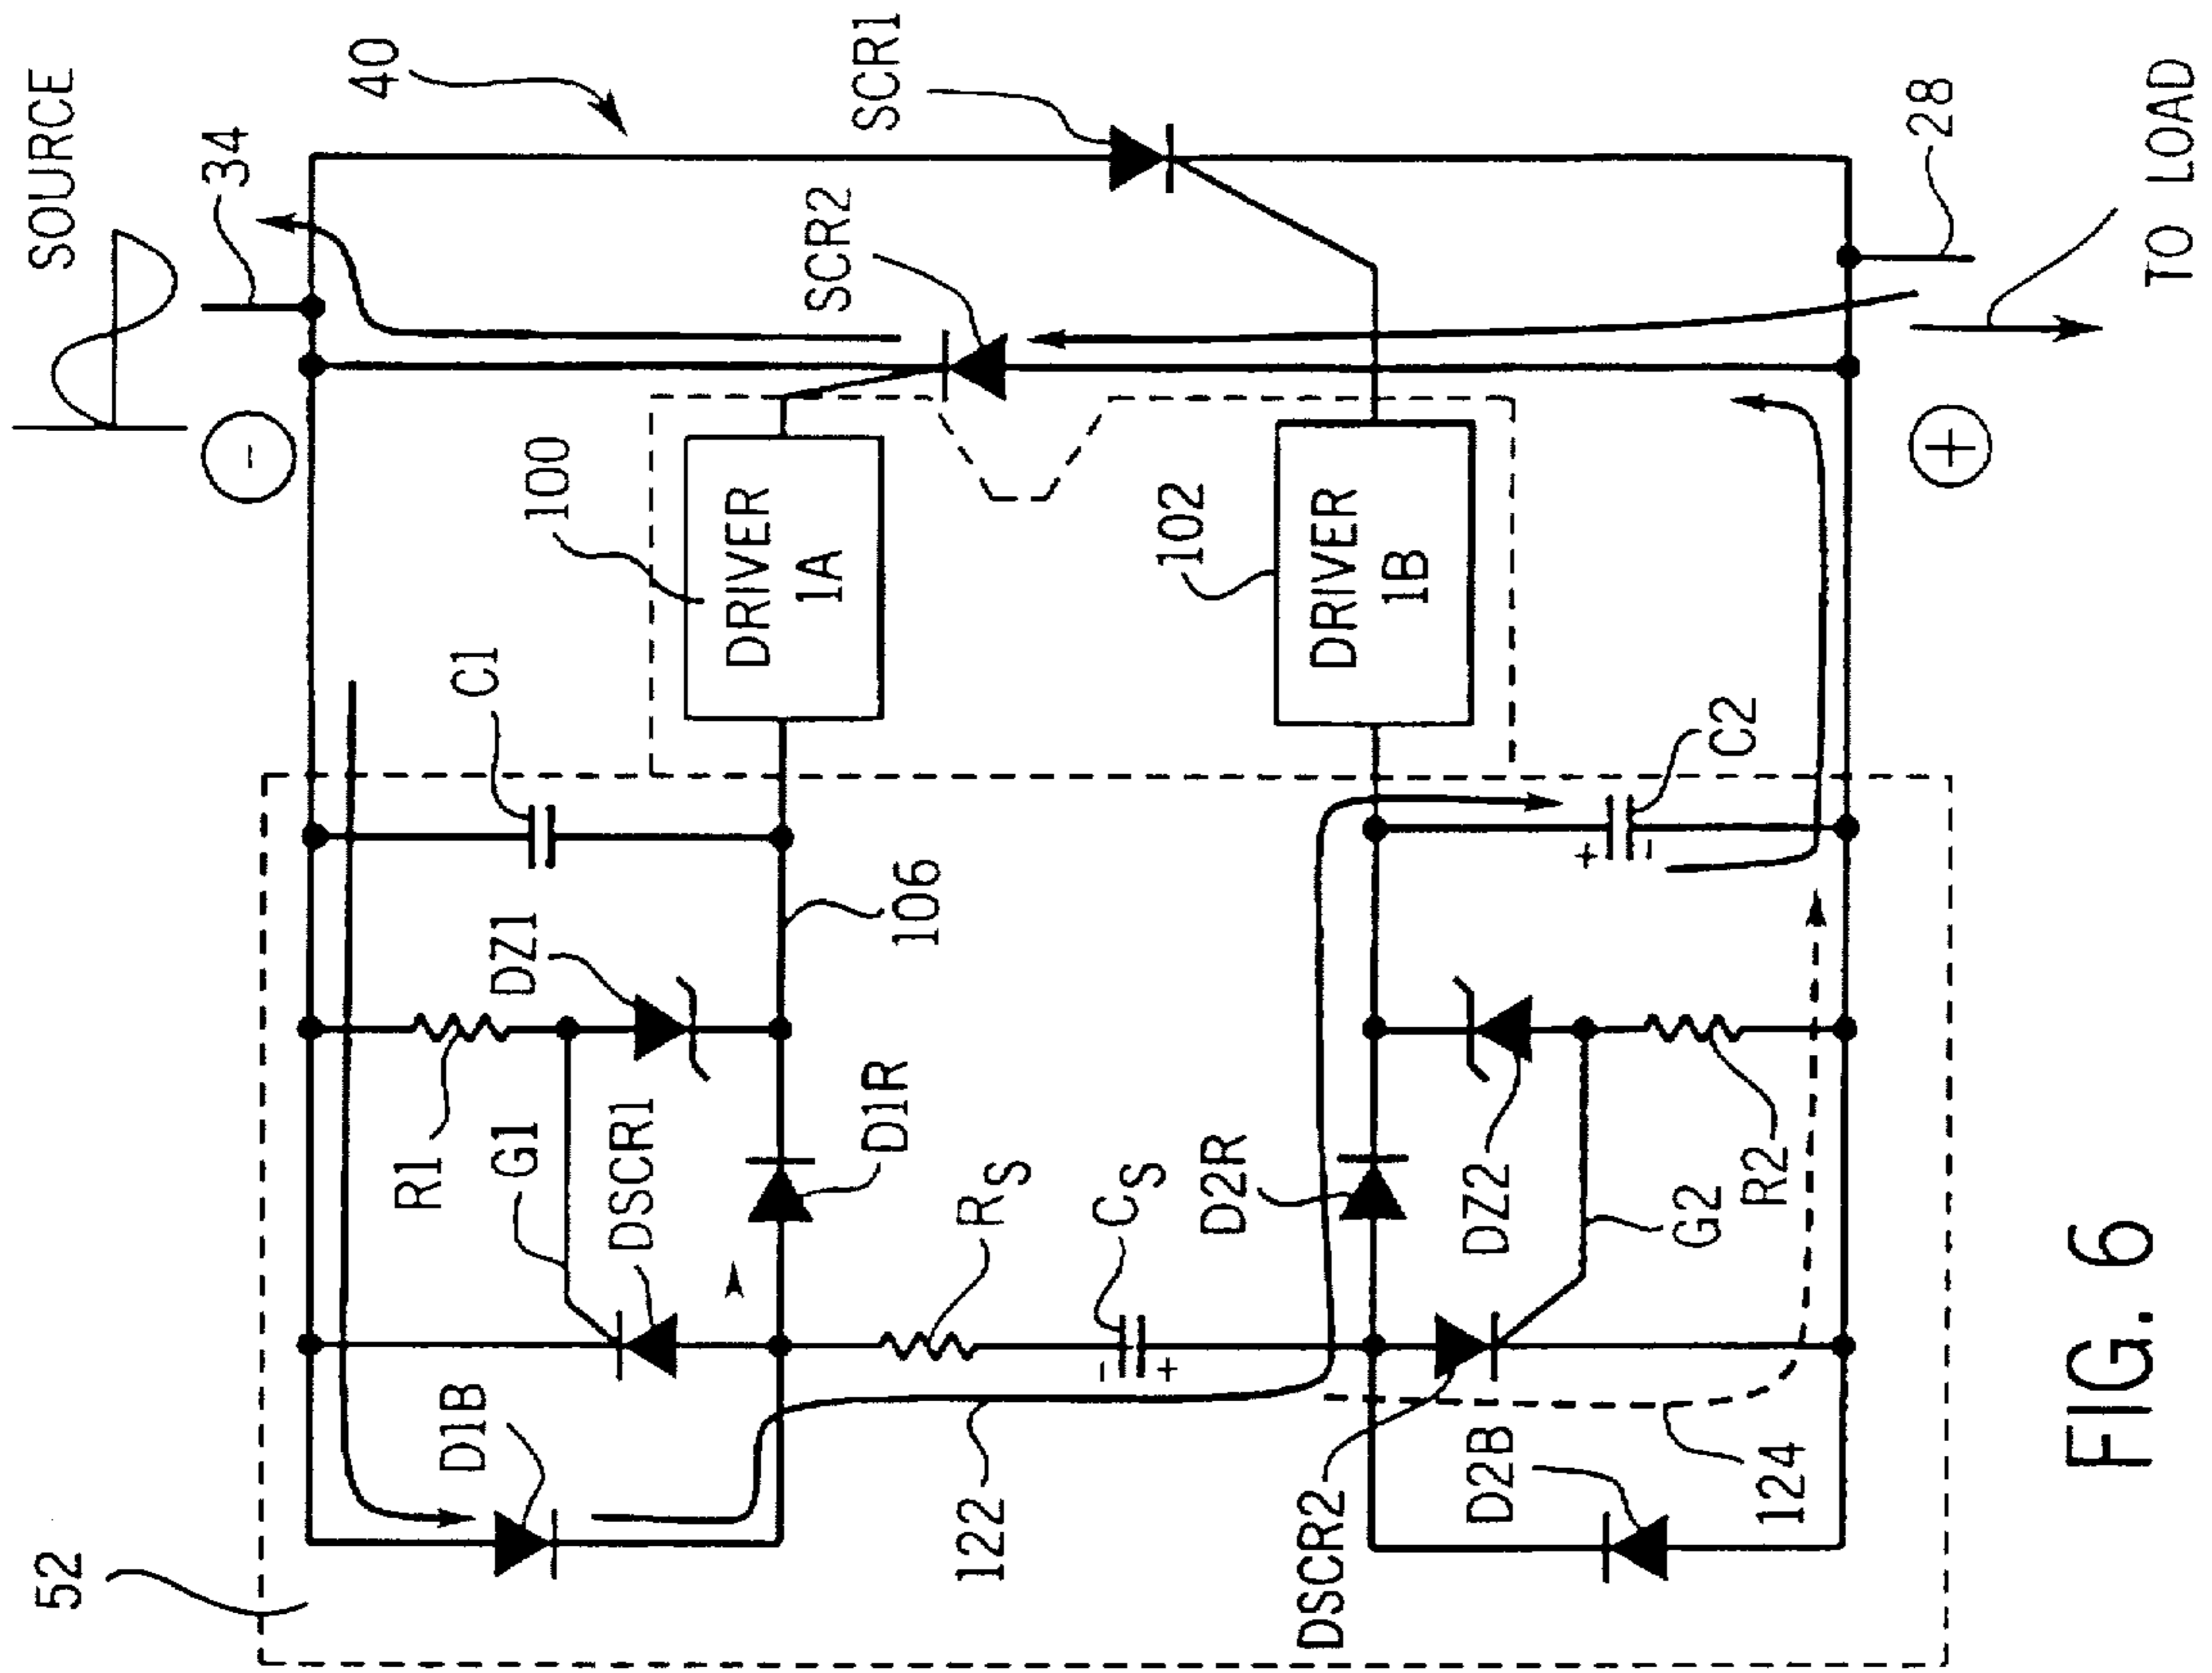 SOURCE
34
40
SCR1
SCR2
-
100
DRIVER
1A
102
DRIVER
1B
28
TO LOAD
+
C1
C2
+
-
106
DZ1
R1
G1
DSCR1
D1R
D1B
RS
CS
-
+
D2R
DZ2
R2
G2
122
DSCR2
D2B
124
52
FIG. 6